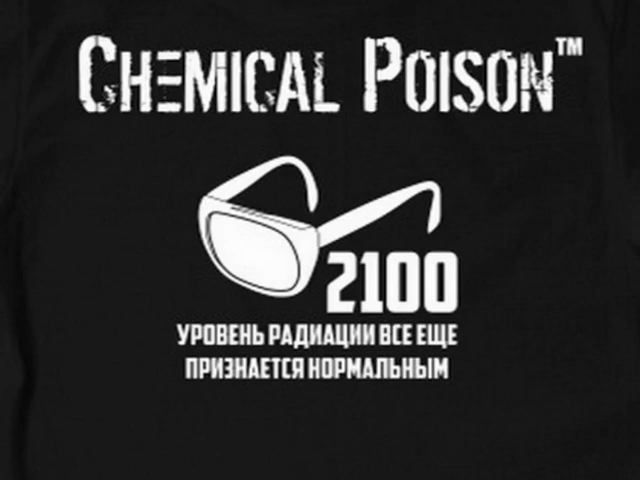 CHEMICAL POISON™
2100
УРОВЕНЬ РАДИАЦИИ ВСЕ ЕЩЕ
ПРИЗНАЕТСЯ НОРМАЛЬНЫМ